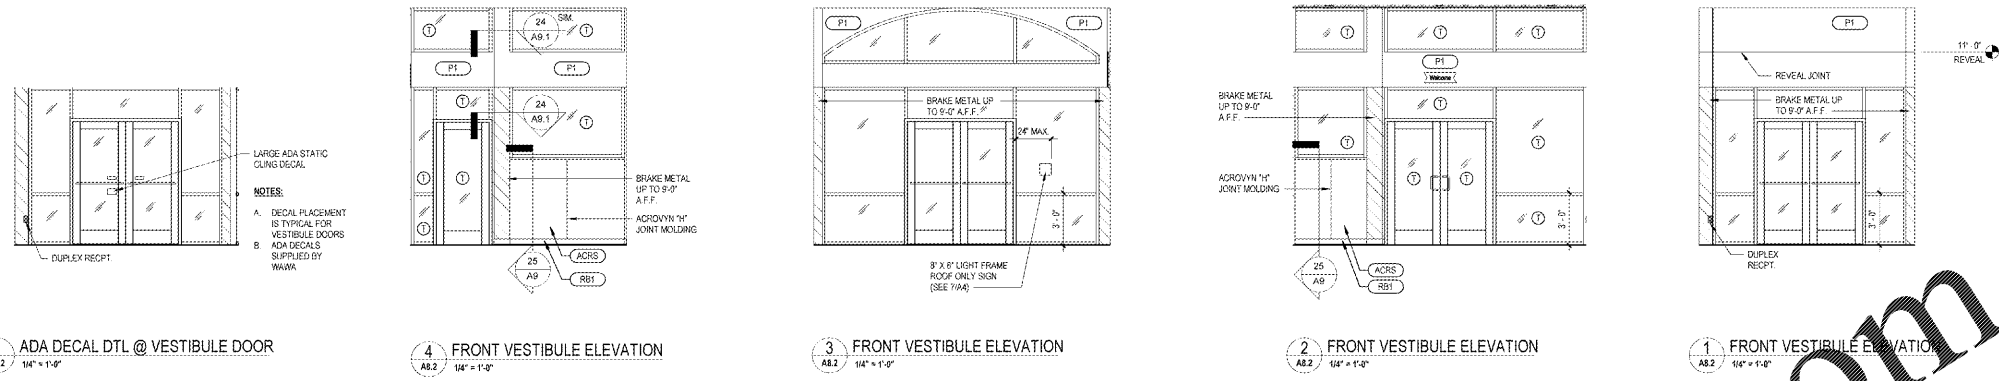 LARGE ADA STATIC
CLING DECAL
NOTES:
A. DECAL PLACEMENT
IS TYPICAL FOR
VESTIBULE DOORS
B. ADA DECALS
SUPPLIED BY
WAWA
DUPLEX RECPT.
ADA DECAL DTL @ VESTIBULE DOOR
1/4" = 1'-0"
24
A9.1
SIM.
T
T
P1
P1
T
24
A9.1
T
T
T
T
BRAKE METAL
UP TO 9'-0"
A.F.F.
ACROVYN "H"
JOINT MOLDING
ACRS
RB1
25
A9
4
A8.2
FRONT VESTIBULE ELEVATION
1/4" = 1'-0"
P1
P1
BRAKE METAL UP
TO 9'-0" A.F.F.
24" MAX.
3'-0"
8" X 6" LIGHT FRAME
ROOF ONLY SIGN
(SEE 7/A4)
3
A8.2
FRONT VESTIBULE ELEVATION
1/4" = 1'-0"
T
T
T
P1
Welcome
BRAKE METAL
UP TO 9'-0"
A.F.F.
T
T
T
ACROVYN "H"
JOINT MOLDING
T
T
T
3'-0"
ACRS
RB1
25
A9
2
A8.2
FRONT VESTIBULE ELEVATION
1/4" = 1'-0"
P1
11'-0"
REVEAL
REVEAL JOINT
BRAKE METAL UP
TO 9'-0" A.F.F.
3'-0"
DUPLEX
RECPT.
1
A8.2
FRONT VESTIBULE ELEVATION
1/4" = 1'-0"
om